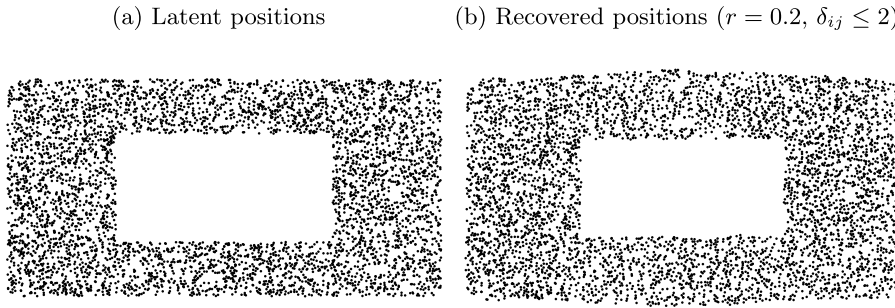 (a) Latent positions
(b) Recovered positions (r = 0.2, δij ≤ 2)